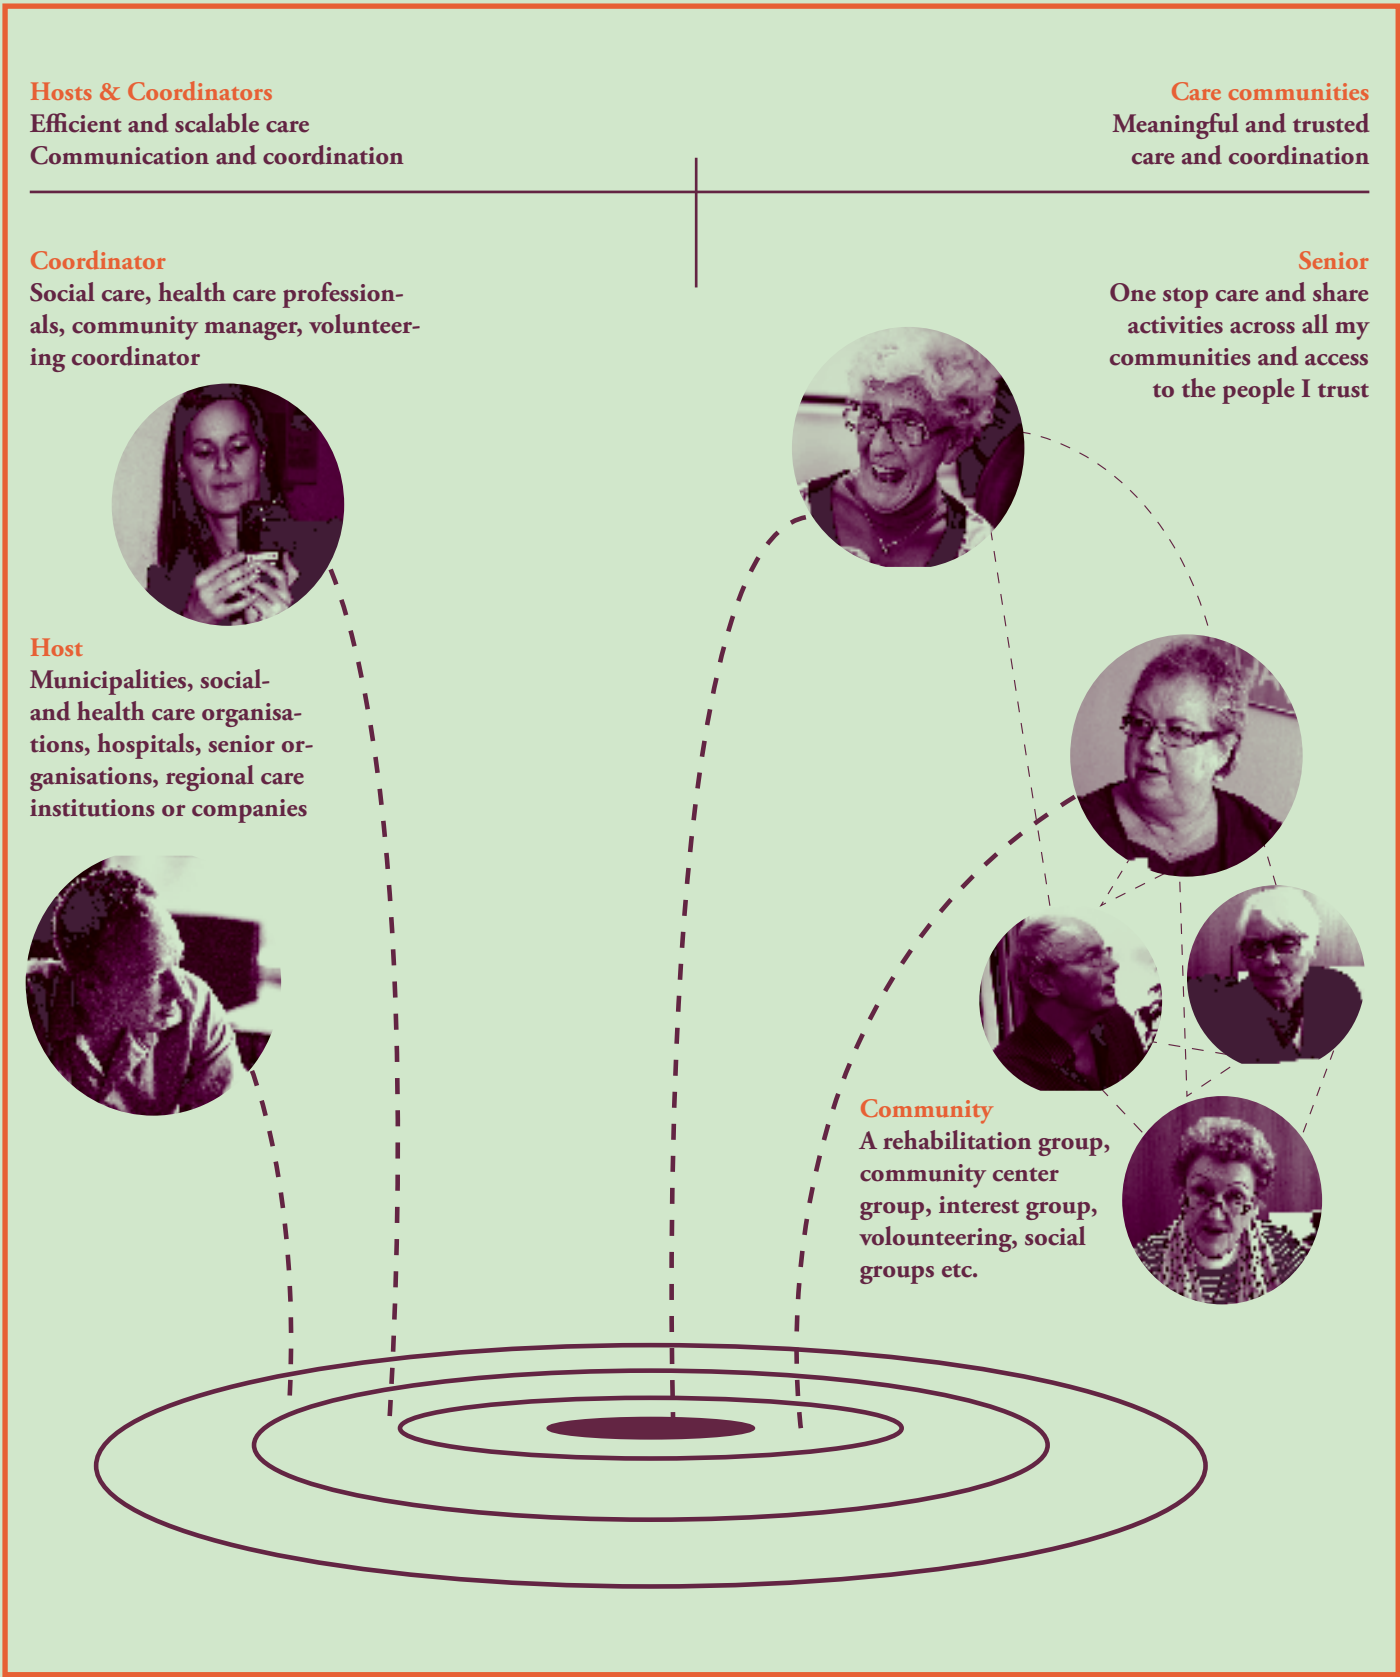 Hosts & Coordinators
Efficient and scalable care
Communication and coordination
Care communities
Meaningful and trusted
care and coordination
Coordinator
Social care, health care profession-
als, community manager, volunteer-
ing coordinator
Senior
One stop care and share
activities across all my
communities and access
to the people I trust
Host
Municipalities, social-
and health care organisa-
tions, hospitals, senior or-
ganisations, regional care
institutions or companies
Community
A rehabilitation group,
community center
group, interest group,
volounteering, social
groups etc.